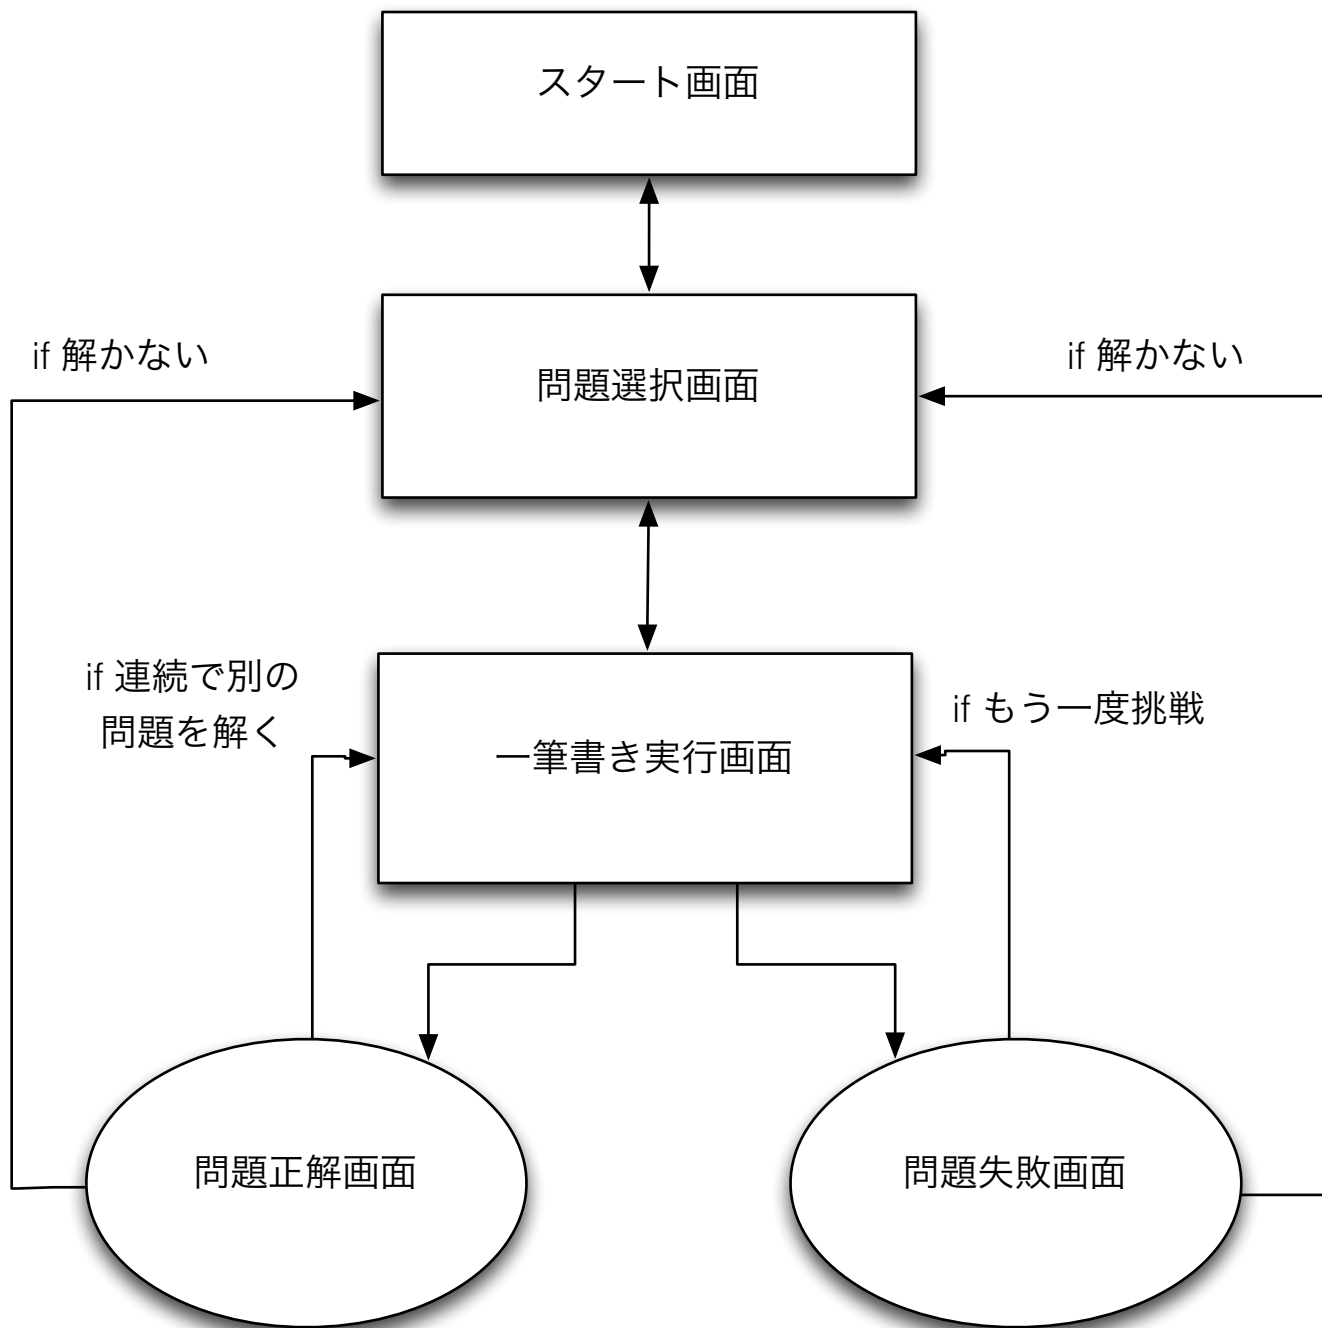 スタート画面
if 解かない
if 解かない
問題選択画面
if 連続で別の
問題を解く
if もう一度挑戦
一筆書き実行画面
問題正解画面
問題失敗画面